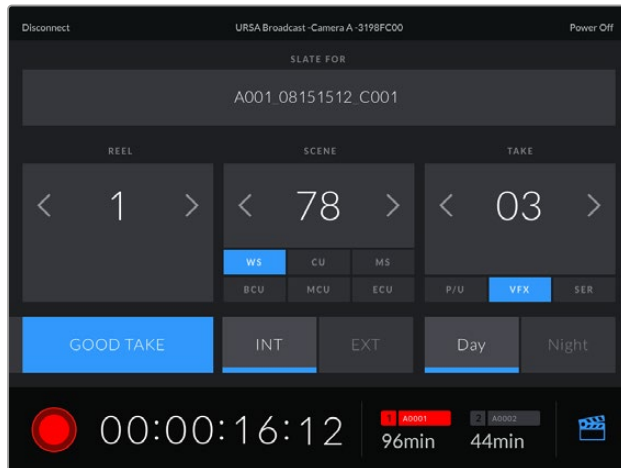 Disconnect URSA Broadcast -Camera A -3198FC00 Power Off
SLATE FOR
A001_08151512_C001
REEL SCENE TAKE
1 78 03
WS CU MS
BCU MCU ECU P/U VFX SER
GOOD TAKE INT EXT Day Night
00:00:16:12 1 A0001 2 A0002
96min 44min